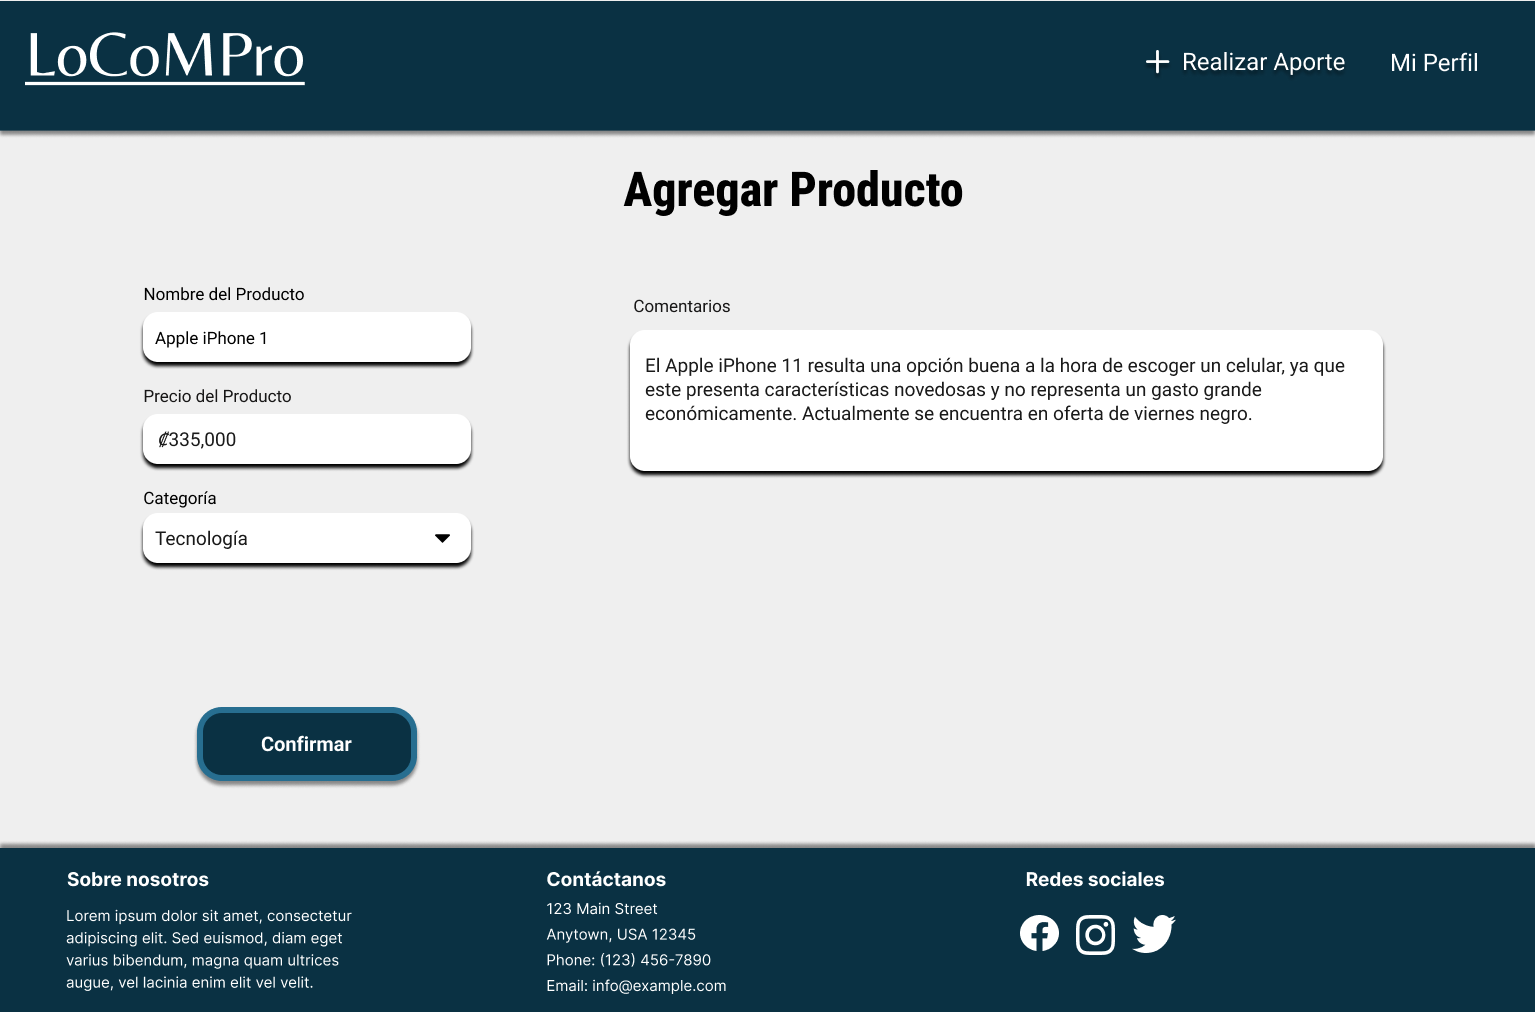 LoCoMPro
Realizar Aporte
Mi Perfil
Agregar Producto
Nombre del Producto
Apple iPhone 1
Precio del Producto
₡335,000
Categoría
Tecnología
Comentarios
El Apple iPhone 11 resulta una opción buena a la hora de escoger un celular, ya que
este presenta características novedosas y no representa un gasto grande
económicamente. Actualmente se encuentra en oferta de viernes negro.
Confirmar
Sobre nosotros
Lorem ipsum dolor sit amet, consectetur
adipiscing elit. Sed euismod, diam eget
varius bibendum, magna quam ultrices
augue, vel lacinia enim elit vel velit.
Contáctanos
123 Main Street
Anytown, USA 12345
Phone: (123) 456-7890
Email: info@example.com
Redes sociales